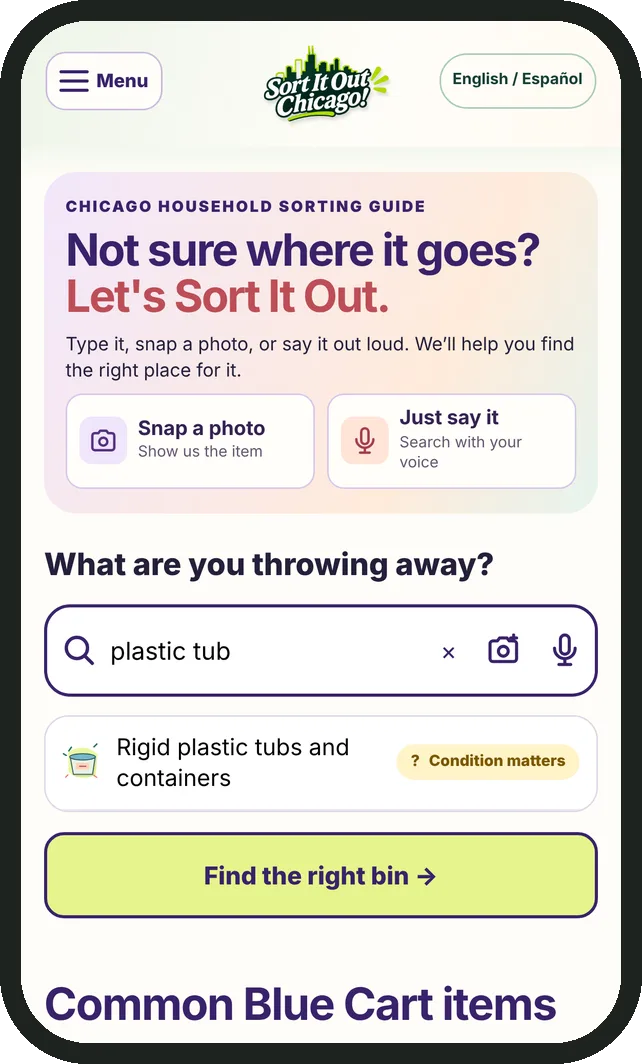 Menu
Sort It Out
Chicago!
English / Español
CHICAGO HOUSEHOLD SORTING GUIDE
Not sure where it goes?
Let's Sort It Out.
Type it, snap a photo, or say it out loud. We’ll help you find
the right place for it.
Snap a photo
Show us the item
Just say it
Search with your
voice
What are you throwing away?
plastic tub
×
Rigid plastic tubs and
containers
? Condition matters
Find the right bin →
Common Blue Cart items